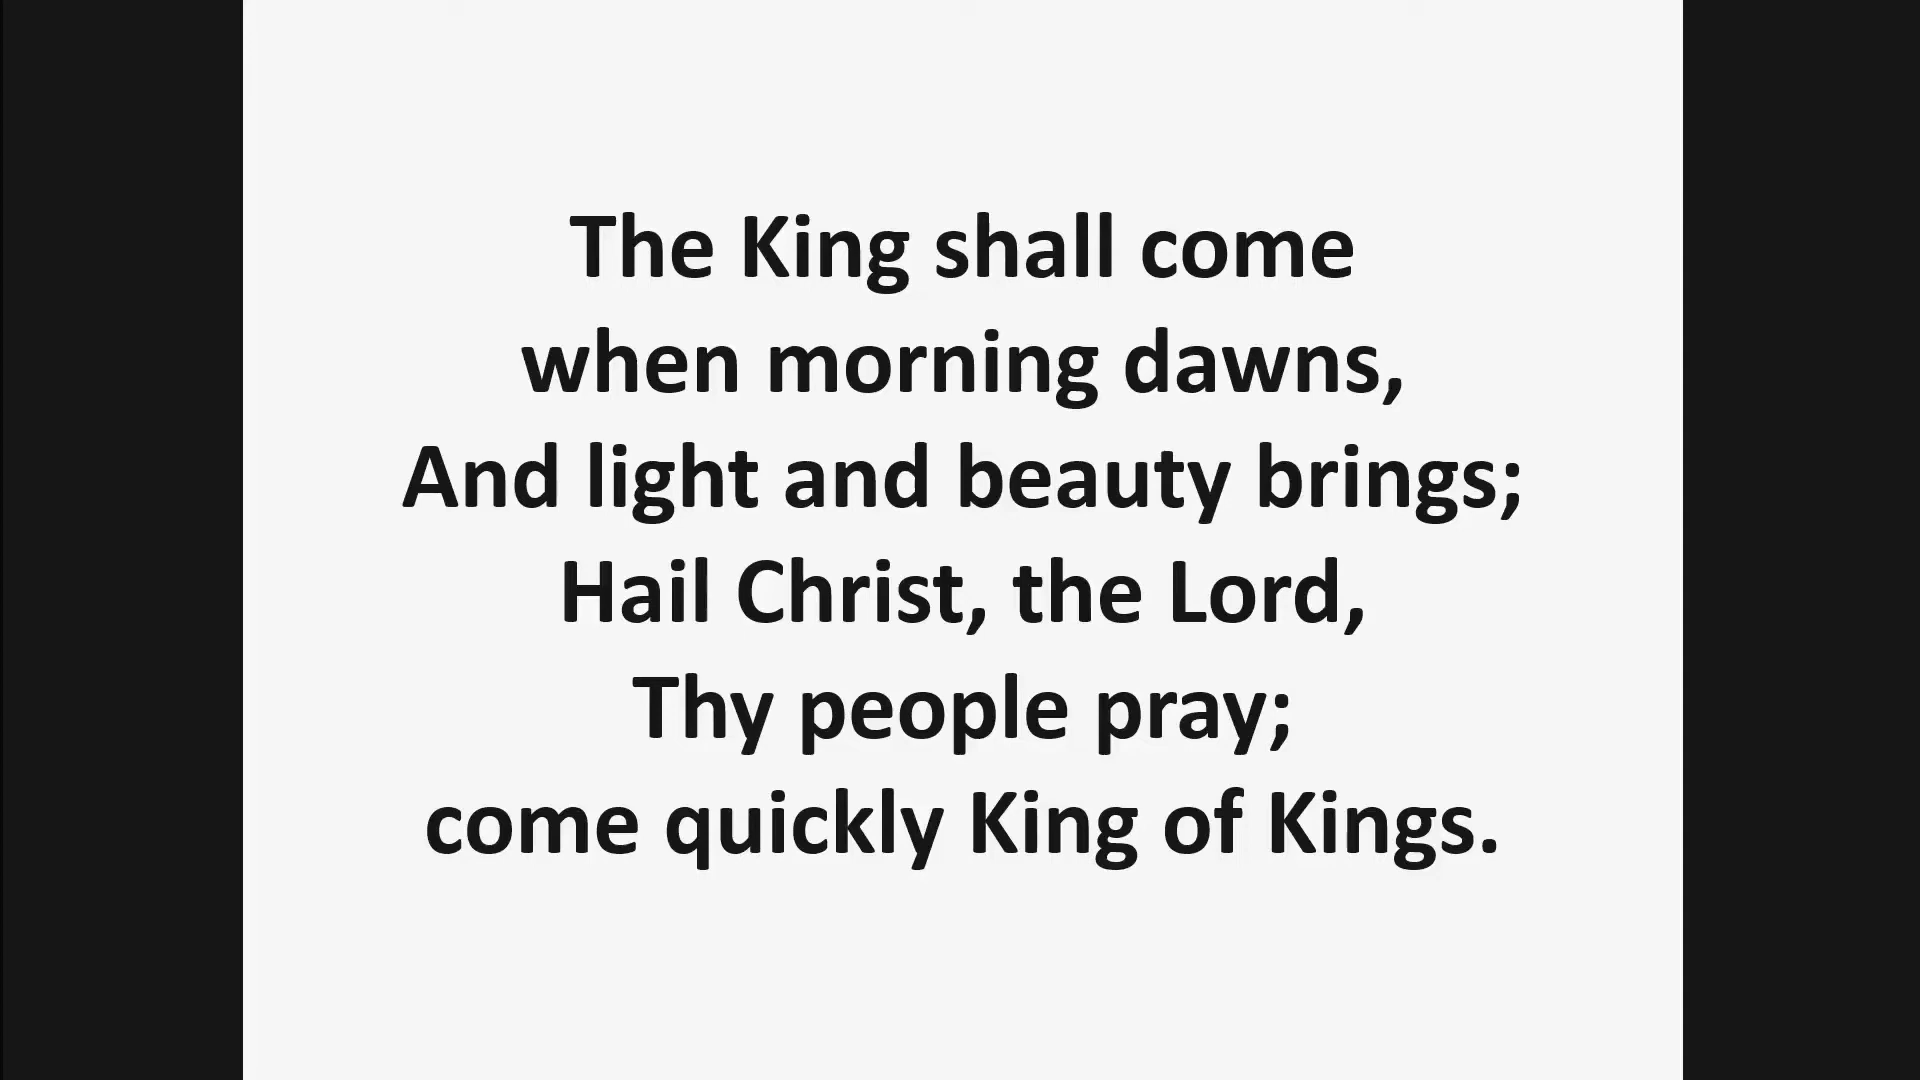 The King shall come
when morning dawns,
And light and beauty brings;
Hail Christ, the Lord,
Thy people pray;
come quickly King of Kings.